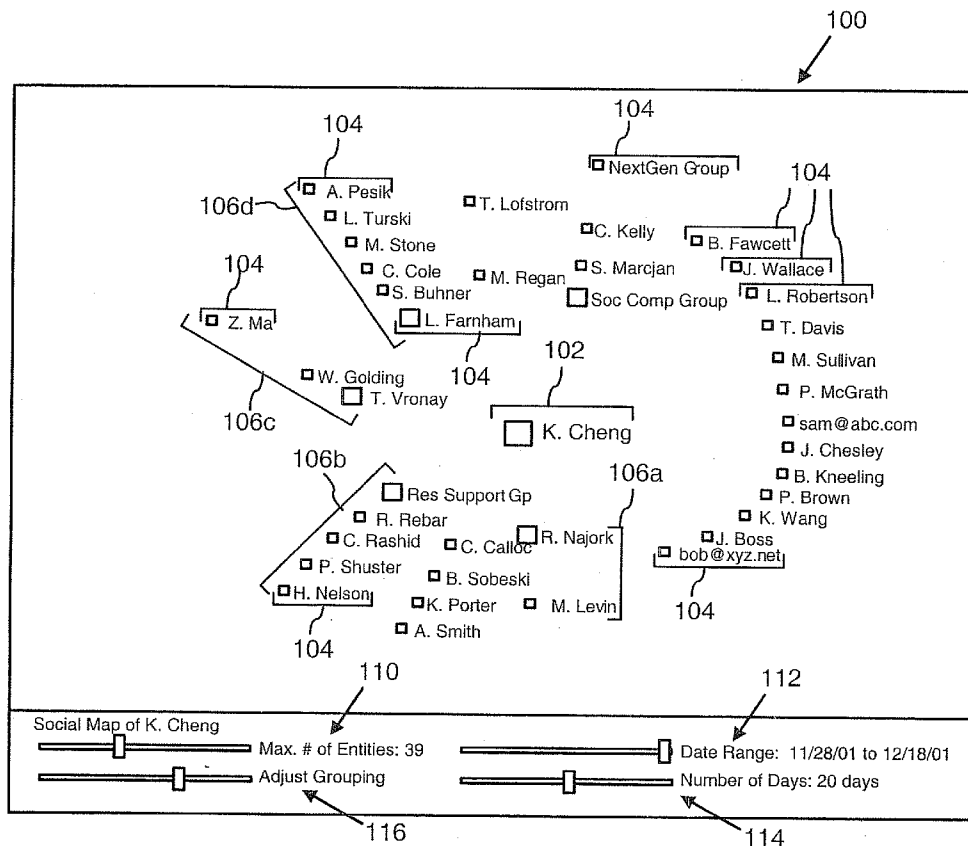 100
104
NextGen Group
104
104
A. Pesik
T. Lofstrom
104
106d
L. Turski
C. Kelly
B. Fawcett
M. Stone
J. Wallace
104
C. Cole
M. Regan
S. Marcjan
L. Robertson
S. Buhner
Soc Comp Group
Z. Ma
L. Farnham
T. Davis
M. Sullivan
104
W. Golding
102
P. McGrath
T. Vronay
106c
K. Cheng
sam@abc.com
J. Chesley
106b
106a
B. Kneeling
Res Support Gp
P. Brown
R. Rebar
K. Wang
C. Rashid
C. Calloc
R. Najork
J. Boss
bob@xyz.net
P. Shuster
B. Sobeski
H. Nelson
K. Porter
M. Levin
104
A. Smith
104
110
112
Social Map of K. Cheng
Max. # of Entities: 39
Date Range: 11/28/01 to 12/18/01
Adjust Grouping
Number of Days: 20 days
116
114